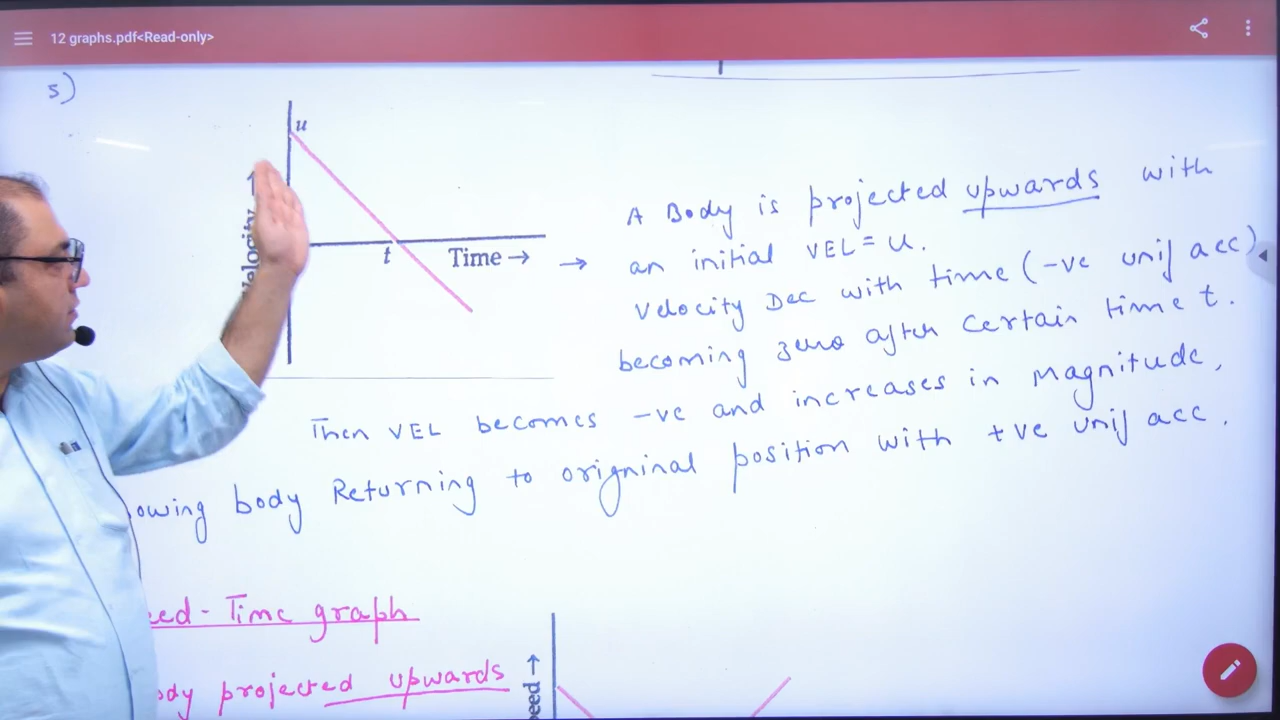 12 graphs.pdf<Read-only>
5)
u
t
Time →
→ A Body is projected upwards with
an initial VEL = u.
Velocity Dec with time (-ve unif acc)
becoming zero after certain time t.
Then VEL becomes -ve and increases in Magnitude,
body Returning to origninal position with +ve unif acc.
Time graph
projected upwards